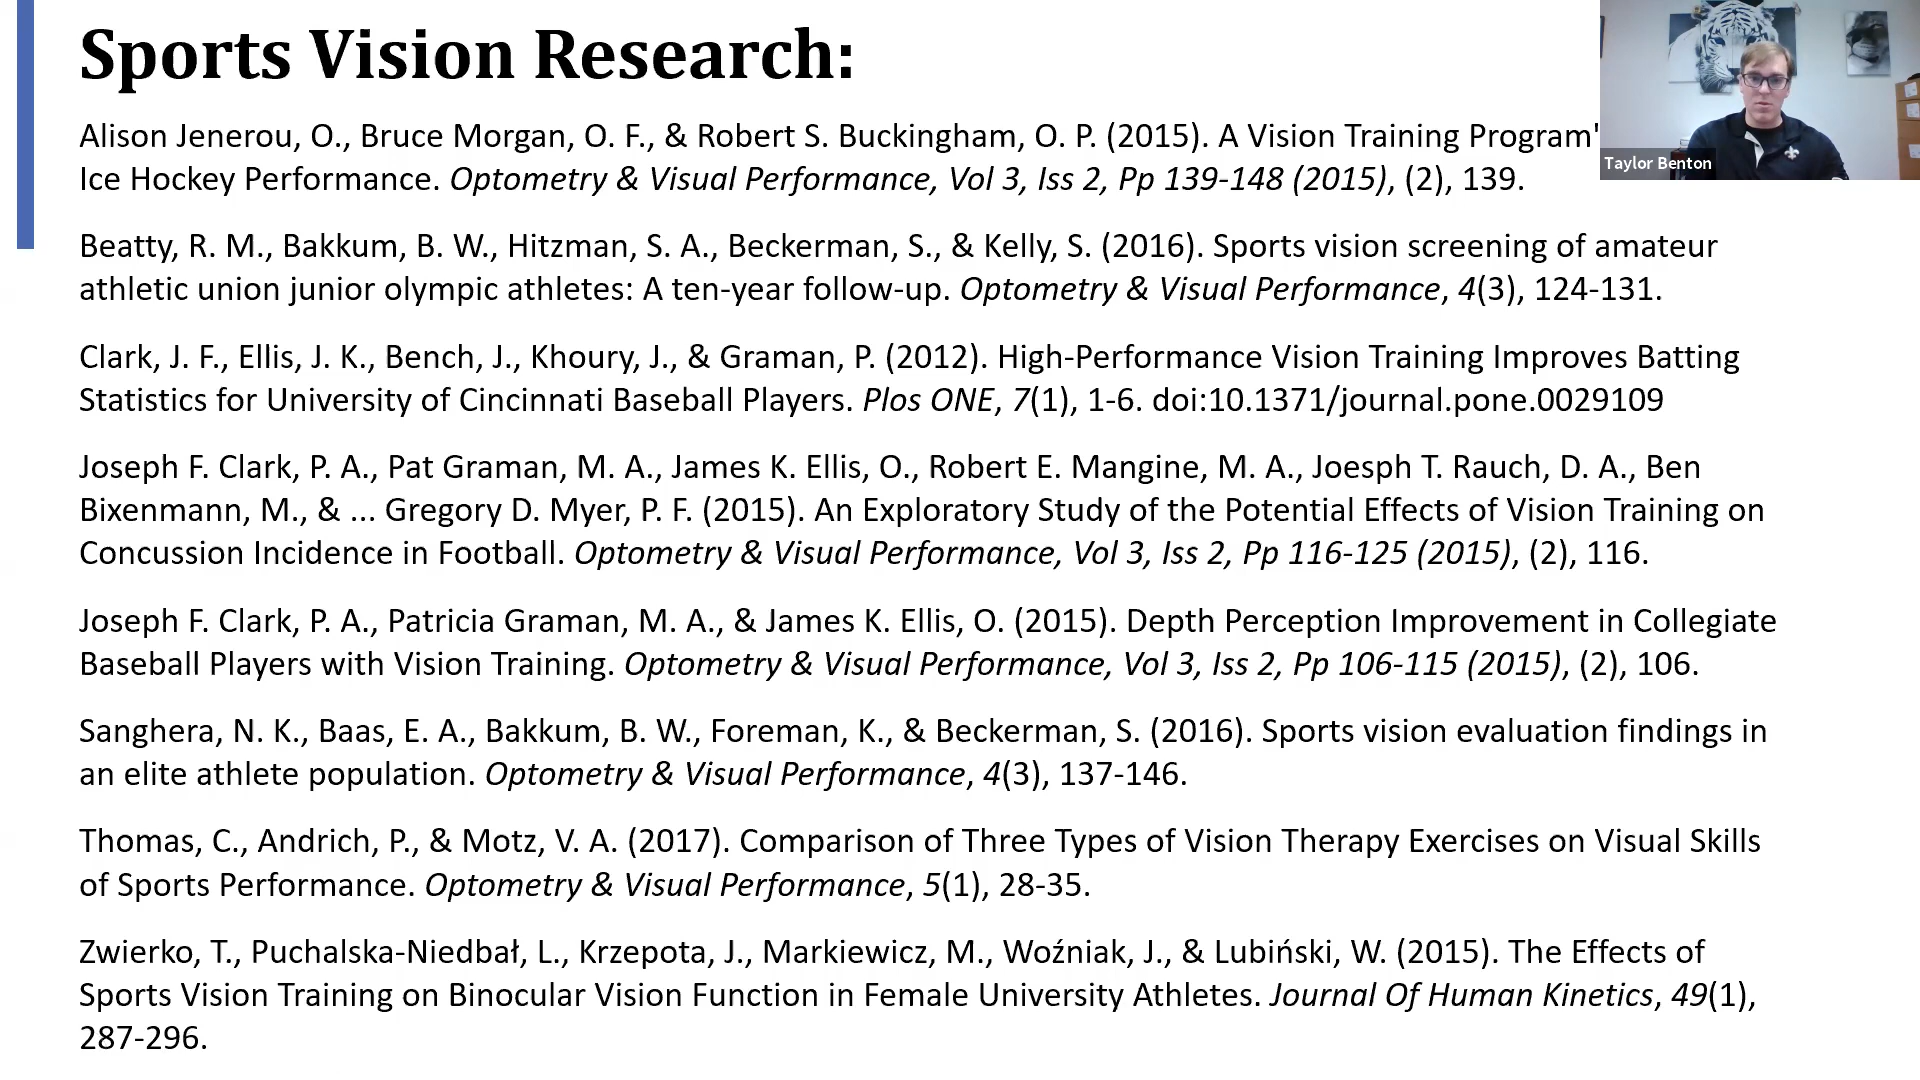 Sports Vision Research:
Alison Jenerou, O., Bruce Morgan, O. F., & Robert S. Buckingham, O. P. (2015). A Vision Training Program'
Ice Hockey Performance. Optometry & Visual Performance, Vol 3, Iss 2, Pp 139-148 (2015), (2), 139.
Taylor Benton
Beatty, R. M., Bakkum, B. W., Hitzman, S. A., Beckerman, S., & Kelly, S. (2016). Sports vision screening of amateur
athletic union junior olympic athletes: A ten-year follow-up. Optometry & Visual Performance, 4(3), 124-131.
Clark, J. F., Ellis, J. K., Bench, J., Khoury, J., & Graman, P. (2012). High-Performance Vision Training Improves Batting
Statistics for University of Cincinnati Baseball Players. Plos ONE, 7(1), 1-6. doi:10.1371/journal.pone.0029109
Joseph F. Clark, P. A., Pat Graman, M. A., James K. Ellis, O., Robert E. Mangine, M. A., Joesph T. Rauch, D. A., Ben
Bixenmann, M., & ... Gregory D. Myer, P. F. (2015). An Exploratory Study of the Potential Effects of Vision Training on
Concussion Incidence in Football. Optometry & Visual Performance, Vol 3, Iss 2, Pp 116-125 (2015), (2), 116.
Joseph F. Clark, P. A., Patricia Graman, M. A., & James K. Ellis, O. (2015). Depth Perception Improvement in Collegiate
Baseball Players with Vision Training. Optometry & Visual Performance, Vol 3, Iss 2, Pp 106-115 (2015), (2), 106.
Sanghera, N. K., Baas, E. A., Bakkum, B. W., Foreman, K., & Beckerman, S. (2016). Sports vision evaluation findings in
an elite athlete population. Optometry & Visual Performance, 4(3), 137-146.
Thomas, C., Andrich, P., & Motz, V. A. (2017). Comparison of Three Types of Vision Therapy Exercises on Visual Skills
of Sports Performance. Optometry & Visual Performance, 5(1), 28-35.
Zwierko, T., Puchalska-Niedbał, L., Krzepota, J., Markiewicz, M., Woźniak, J., & Lubiński, W. (2015). The Effects of
Sports Vision Training on Binocular Vision Function in Female University Athletes. Journal Of Human Kinetics, 49(1),
287-296.